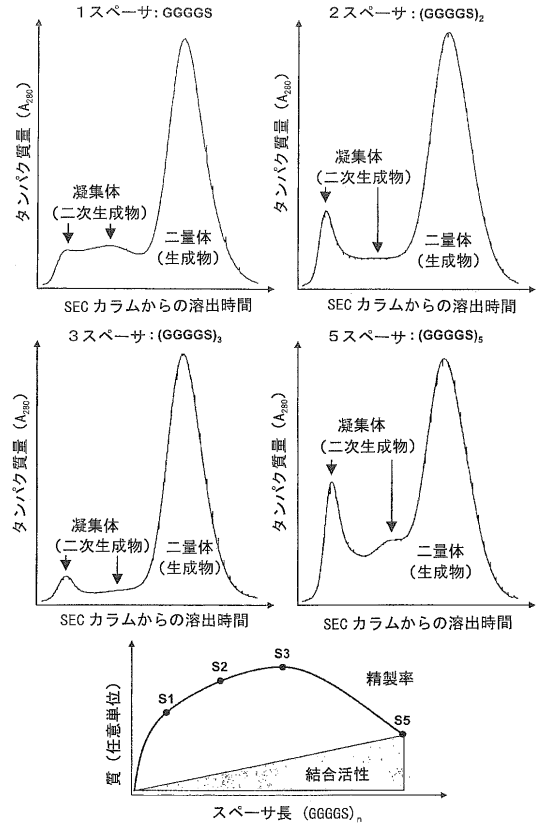 1スペーサ:GGGGS
タンパク質量(A₂₈₀)
凝集体
(二次生成物)
二量体
(生成物)
SECカラムからの溶出時間
2スペーサ:(GGGGS)₂
タンパク質量(A₂₈₀)
凝集体
(二次生成物)
二量体
(生成物)
SECカラムからの溶出時間
3スペーサ:(GGGGS)₃
タンパク質量(A₂₈₀)
凝集体
(二次生成物)
二量体
(生成物)
SECカラムからの溶出時間
5スペーサ:(GGGGS)₅
タンパク質量(A₂₈₀)
凝集体
(二次生成物)
二量体
(生成物)
SECカラムからの溶出時間
質(任意単位)
S1
S2
S3
精製率
S5
結合活性
スペーサ長 (GGGGS)ₙ